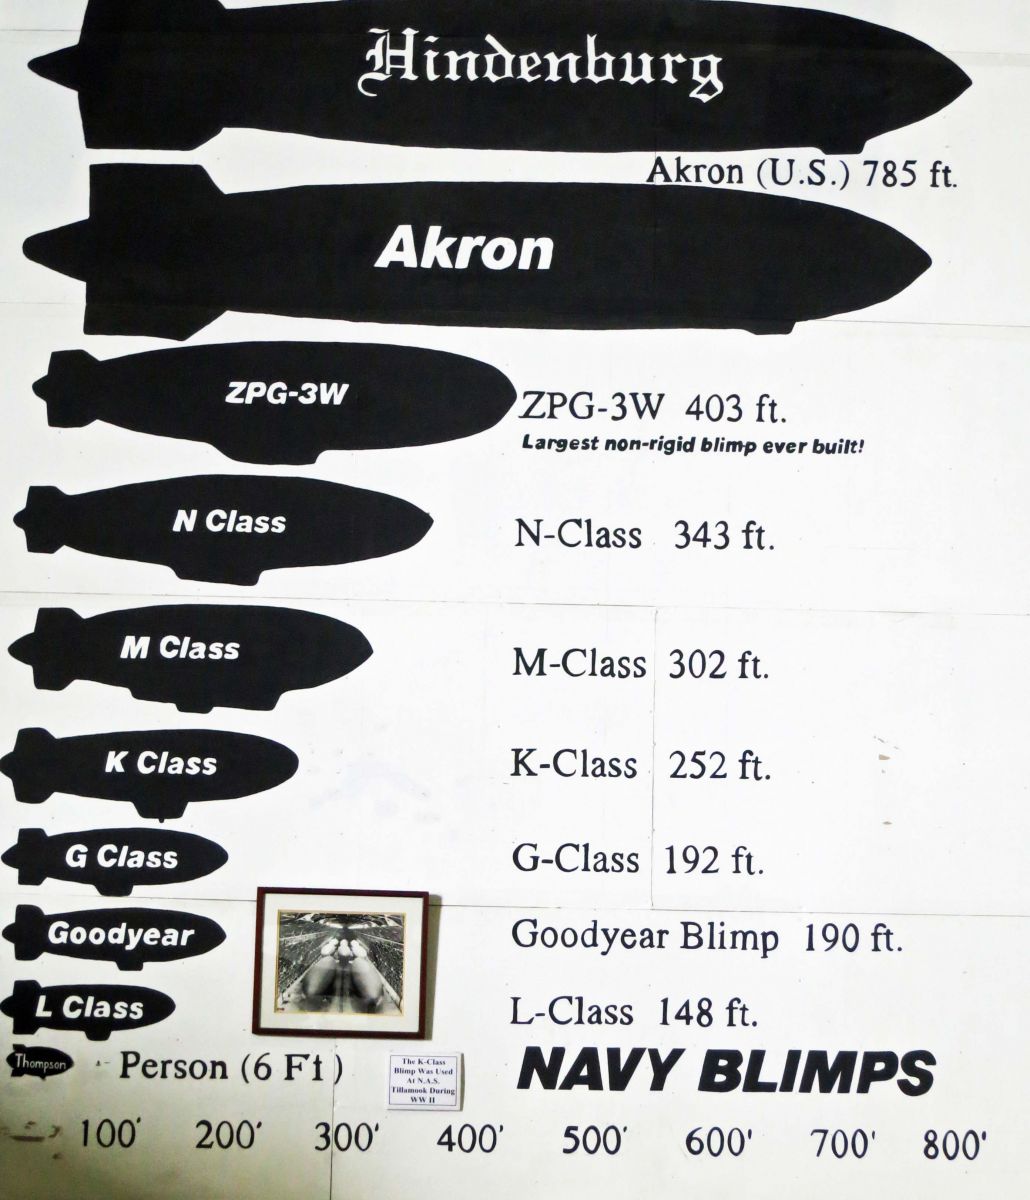 Hindenburg
Akron (U.S.) 785 ft.
Akron
ZPG-3W
ZPG-3W 403 ft.
Largest non-rigid blimp ever built!
N Class
N-Class 343 ft.
M Class
M-Class 302 ft.
K Class
K-Class 252 ft.
G Class
G-Class 192 ft.
Goodyear
Goodyear Blimp 190 ft.
L Class
L-Class 148 ft.
Thompson
Person (6 Ft)
The K-Class
Blimp Was Used
At N.A.S.
Tillamook During
WW II
NAVY BLIMPS
100' 200' 300' 400' 500' 600' 700' 800'